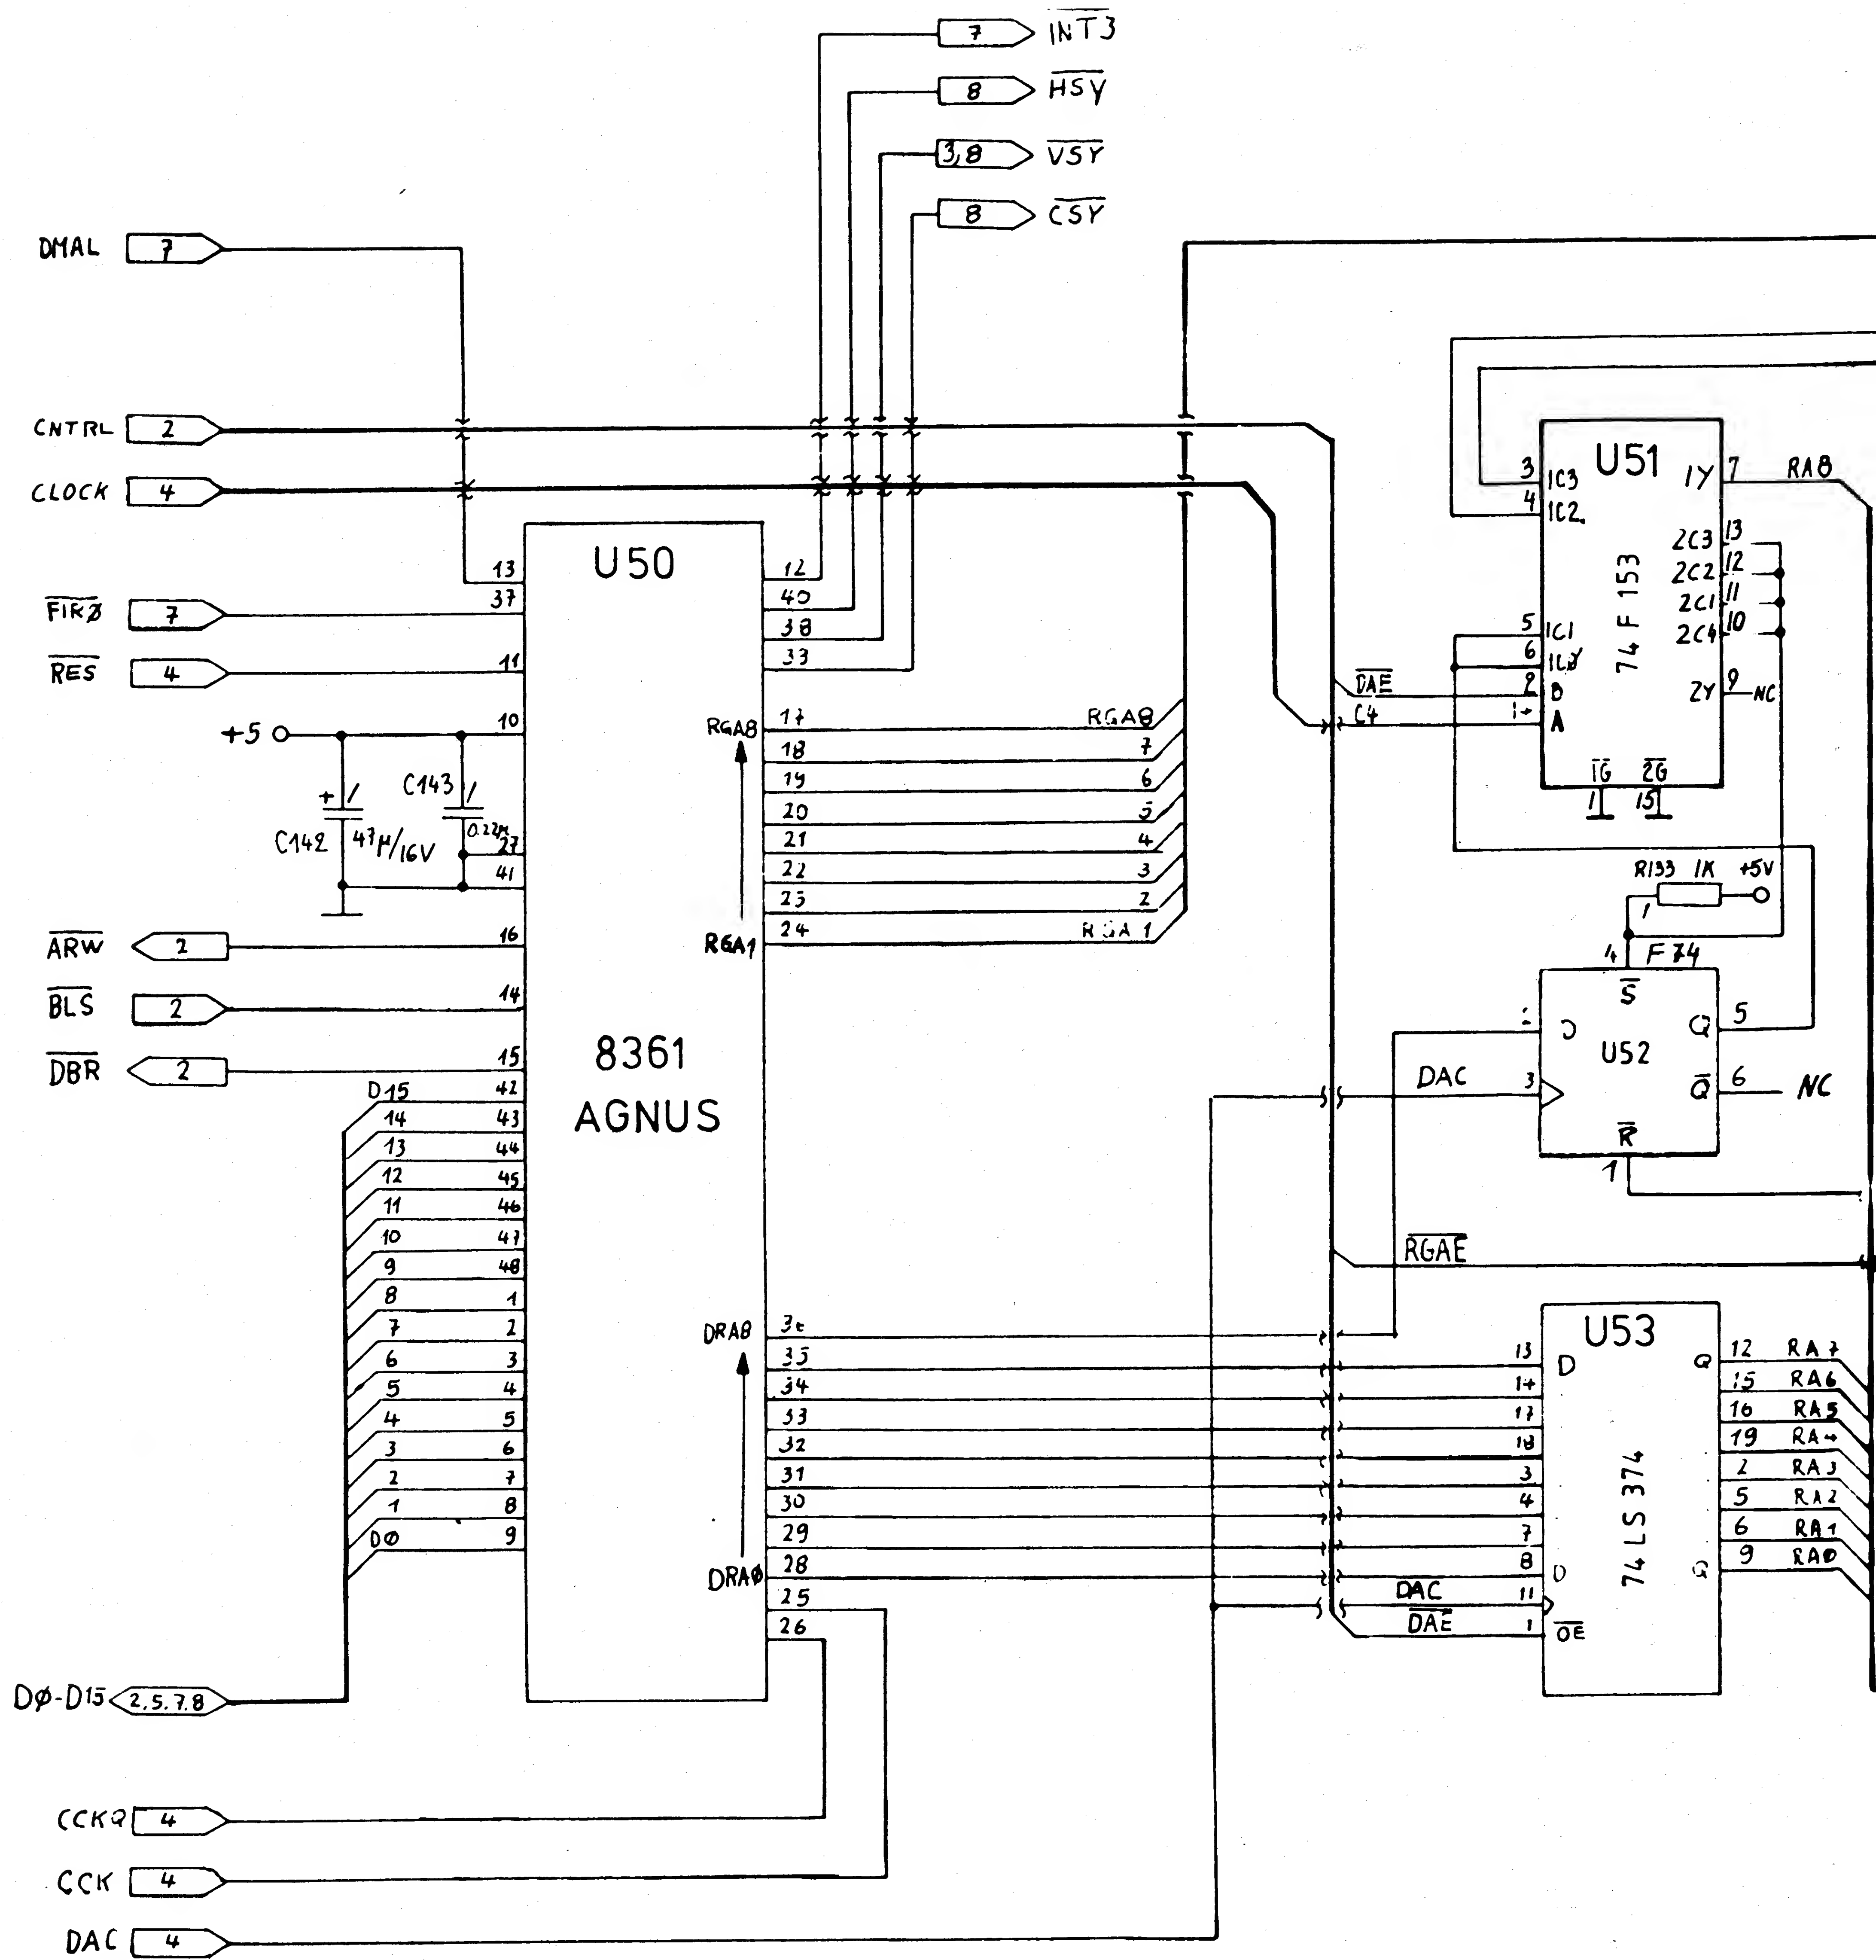 7 INT3
8 HSY
3,8 VSY
8 CSY
DMAL 7
CNTRL 2
CLOCK 4
U50
13
37
FIRØ 7
RES 4
11
+5
10
+
C143
0.22µ
C142 47µ/16V
27
41
ARW 2
16
BLS 2
14
DBR 2
15
8361
AGNUS
D15 42
14 43
13 44
12 45
11 46
10 47
9 48
8 1
7 2
6 3
5 4
4 5
3 6
2 7
1 8
DØ 9
DØ-D15 2.5.7.8
CCKQ 4
CCK 4
DAC 4
12
40
38
33
RGA8 17 RGA8
18 7
19 6
20 5
21 4
22 3
23 2
RGA1 24 RGA1
DRA8
35
34
33
32
31
30
29
DRAØ 28
25
26
U51
74F153
3 1C3
4 1C2
5 1C1
6 1CØ
DAE 2 B
C4 A
1Y 7 RA8
2C3 13
2C2 12
2C1 11
2C4 10
2Y 9 NC
1G 2G
1 15
R133 1K +5V
1
4 F74
S
D
U52
Q 5
DAC 3
Q 6 NC
R
1
RGAE
U53
74LS374
13 D
14
17
18
3
4
7
8 D
DAC 11
DAE 1 OE
Q 12 RA7
15 RA6
16 RA5
19 RA4
2 RA3
5 RA2
6 RA1
Q 9 RAØ